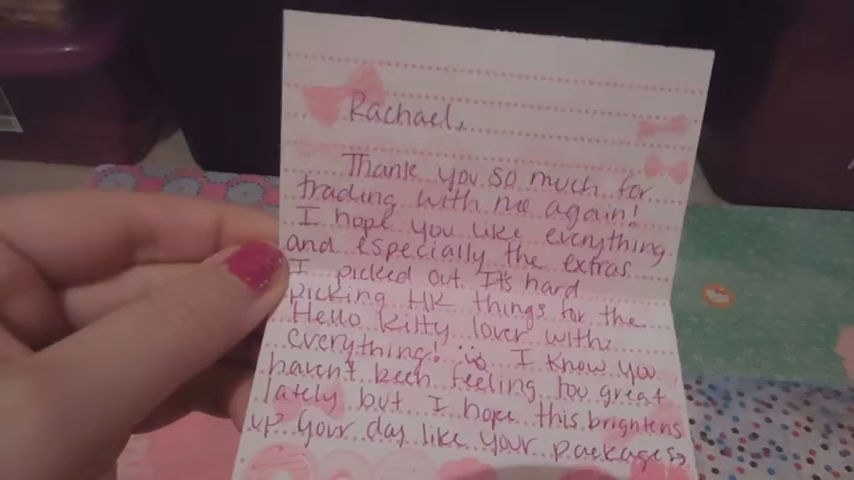 Rachael,
Thank you so much for
trading with me again!
I hope you like everything
and especially the extras
I picked out. It's hard
picking HK things for the
Hello Kitty lover with
everything! I know you
haven't been feeling too great
lately but I hope this brightens
up your day like your packages